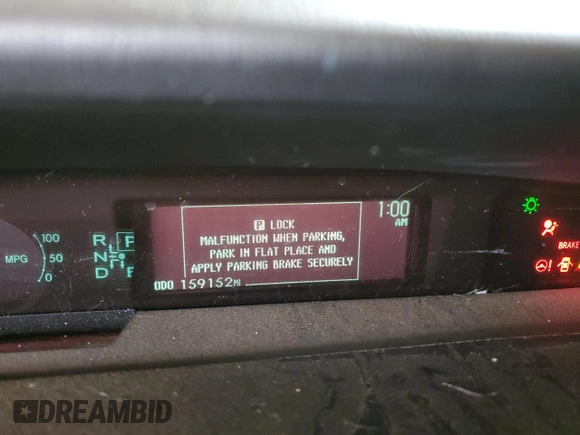 1:00
AM
P LOCK
MALFUNCTION WHEN PARKING,
PARK IN FLAT PLACE AND
APPLY PARKING BRAKE SECURELY
ODO 159152MI
MPG
100
50
0
R P
N
D
BRAKE
DREAMBID